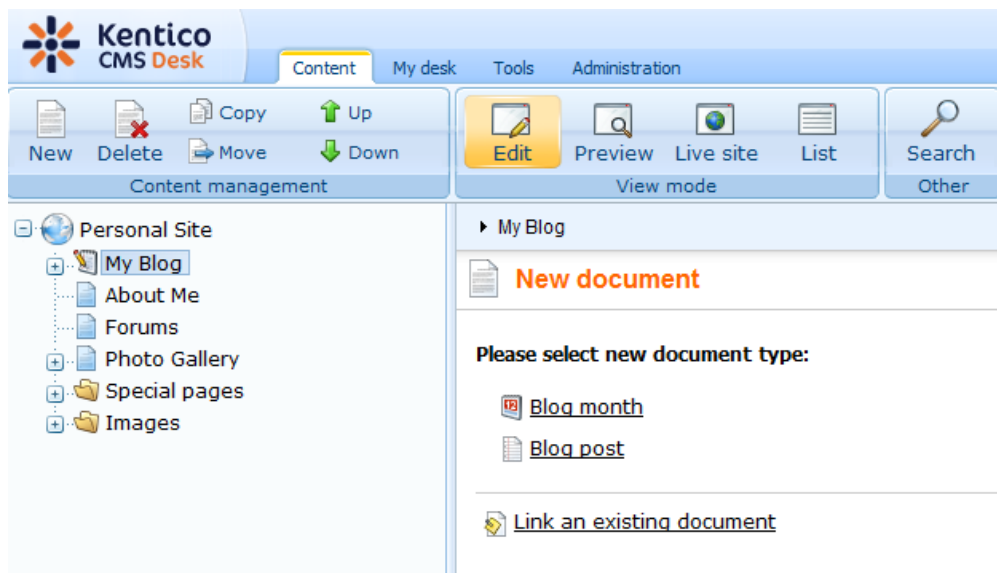 Kentico
CMS Desk
Content My desk Tools Administration
New Delete Copy Move Up Down
Content management
Edit Preview Live site List
View mode
Search
Other
Personal Site
My Blog
About Me
Forums
Photo Gallery
Special pages
Images
My Blog
New document
Please select new document type:
12
Blog month
Blog post
Link an existing document